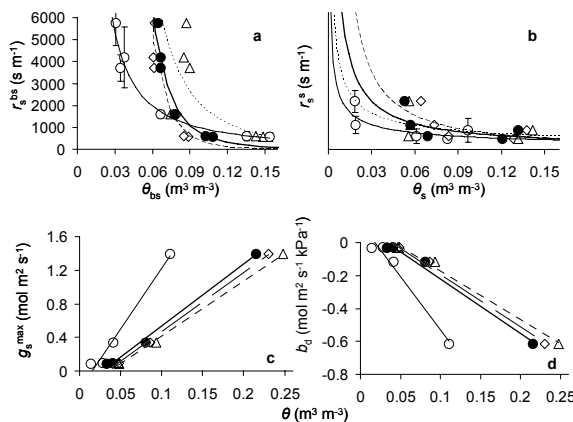 6000
5000
4000
3000
2000
1000
0
r_s^bs (s m⁻¹)
a
0 0.03 0.06 0.09 0.12 0.15
θ_bs (m³ m⁻³)
r_s^s (s m⁻¹)
b
0 0.03 0.06 0.09 0.12 0.15
θ_s (m³ m⁻³)
1.6
1.2
0.8
0.4
0
g_s^max (mol m⁻² s⁻¹)
c
0 0.05 0.1 0.15 0.2 0.25
0
-0.2
-0.4
-0.6
-0.8
b_d (mol m⁻² s⁻¹ kPa⁻¹)
d
0 0.05 0.1 0.15 0.2 0.25
θ (m³ m⁻³)